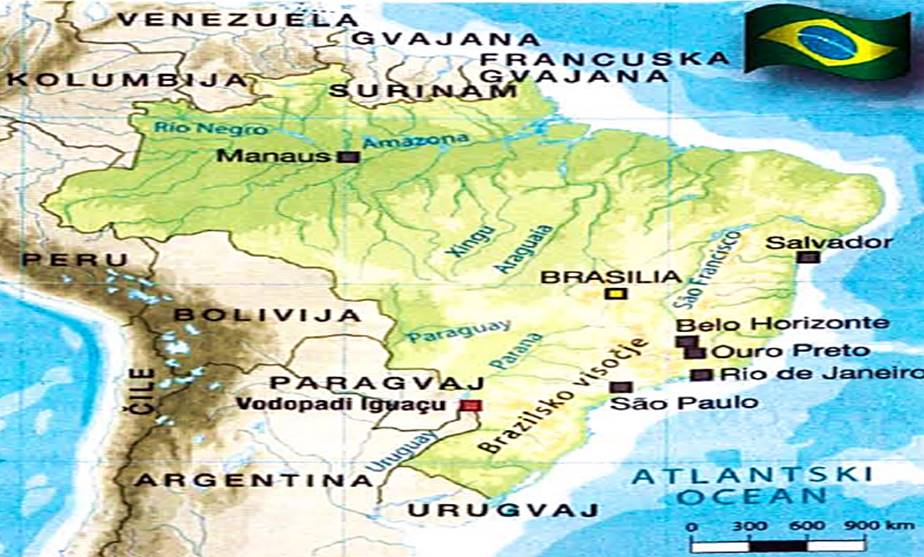 VENEZUELA
GVAJANA
FRANCUSKA
GVAJANA
KOLUMBIJA
SURINAM
Rio Negro
Amazona
Manaus
Xingu
Araguaia
São Francisco
Salvador
PERU
BRASILIA
BOLIVIJA
Belo Horizonte
Paraguay
Parana
Ouro Preto
Rio de Janeiro
ČILE
PARAGVAJ
Vodopadi Iguaçu
São Paulo
Brazilsko visočje
Uruguay
ARGENTINA
ATLANTSKI
OCEAN
URUGVAJ
0 300 600 900 km